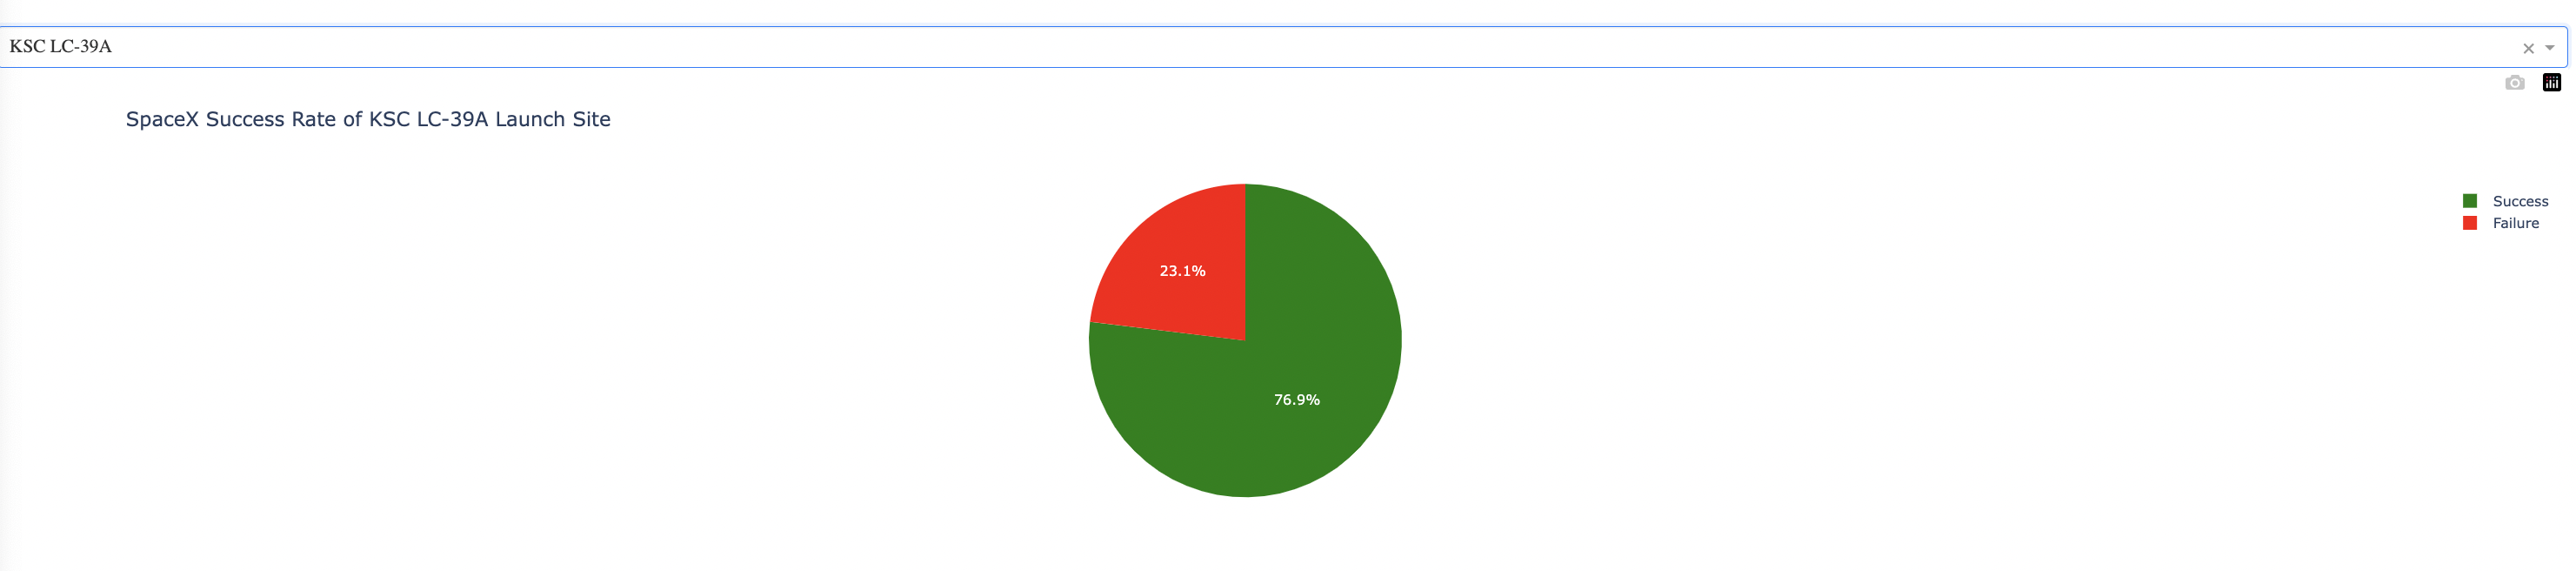 KSC LC-39A
SpaceX Success Rate of KSC LC-39A Launch Site
Success
Failure
23.1%
76.9%